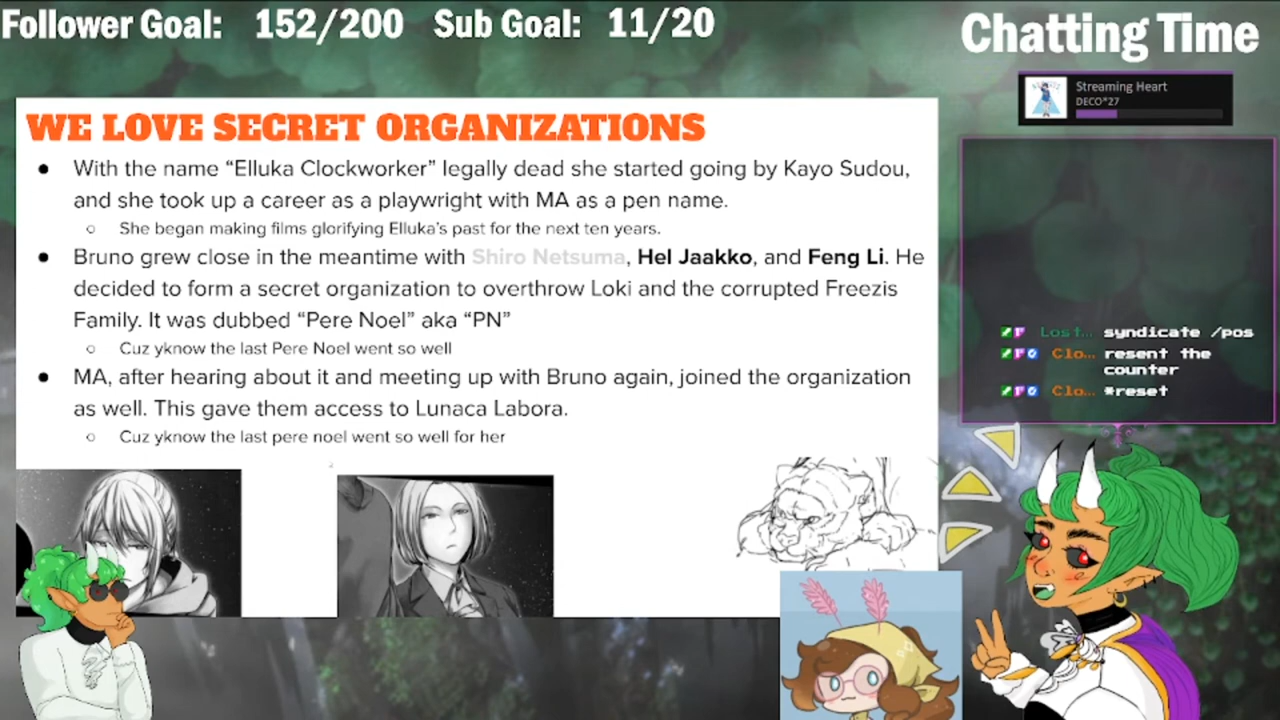 Follower Goal: 152/200 Sub Goal: 11/20
Chatting Time
Streaming Heart
DECO*27
WE LOVE SECRET ORGANIZATIONS
● With the name “Elluka Clockworker” legally dead she started going by Kayo Sudou,
and she took up a career as a playwright with MA as a pen name.
○ She began making films glorifying Elluka’s past for the next ten years.
● Bruno grew close in the meantime with Shiro Netsuma, Hel Jaakko, and Feng Li. He
decided to form a secret organization to overthrow Loki and the corrupted Freezis
Family. It was dubbed “Pere Noel” aka “PN”
○ Cuz yknow the last Pere Noel went so well
● MA, after hearing about it and meeting up with Bruno again, joined the organization
as well. This gave them access to Lunaca Labora.
○ Cuz yknow the last pere noel went so well for her
Lost... syndicate /pos
Clo... resent the
counter
Clo... *reset